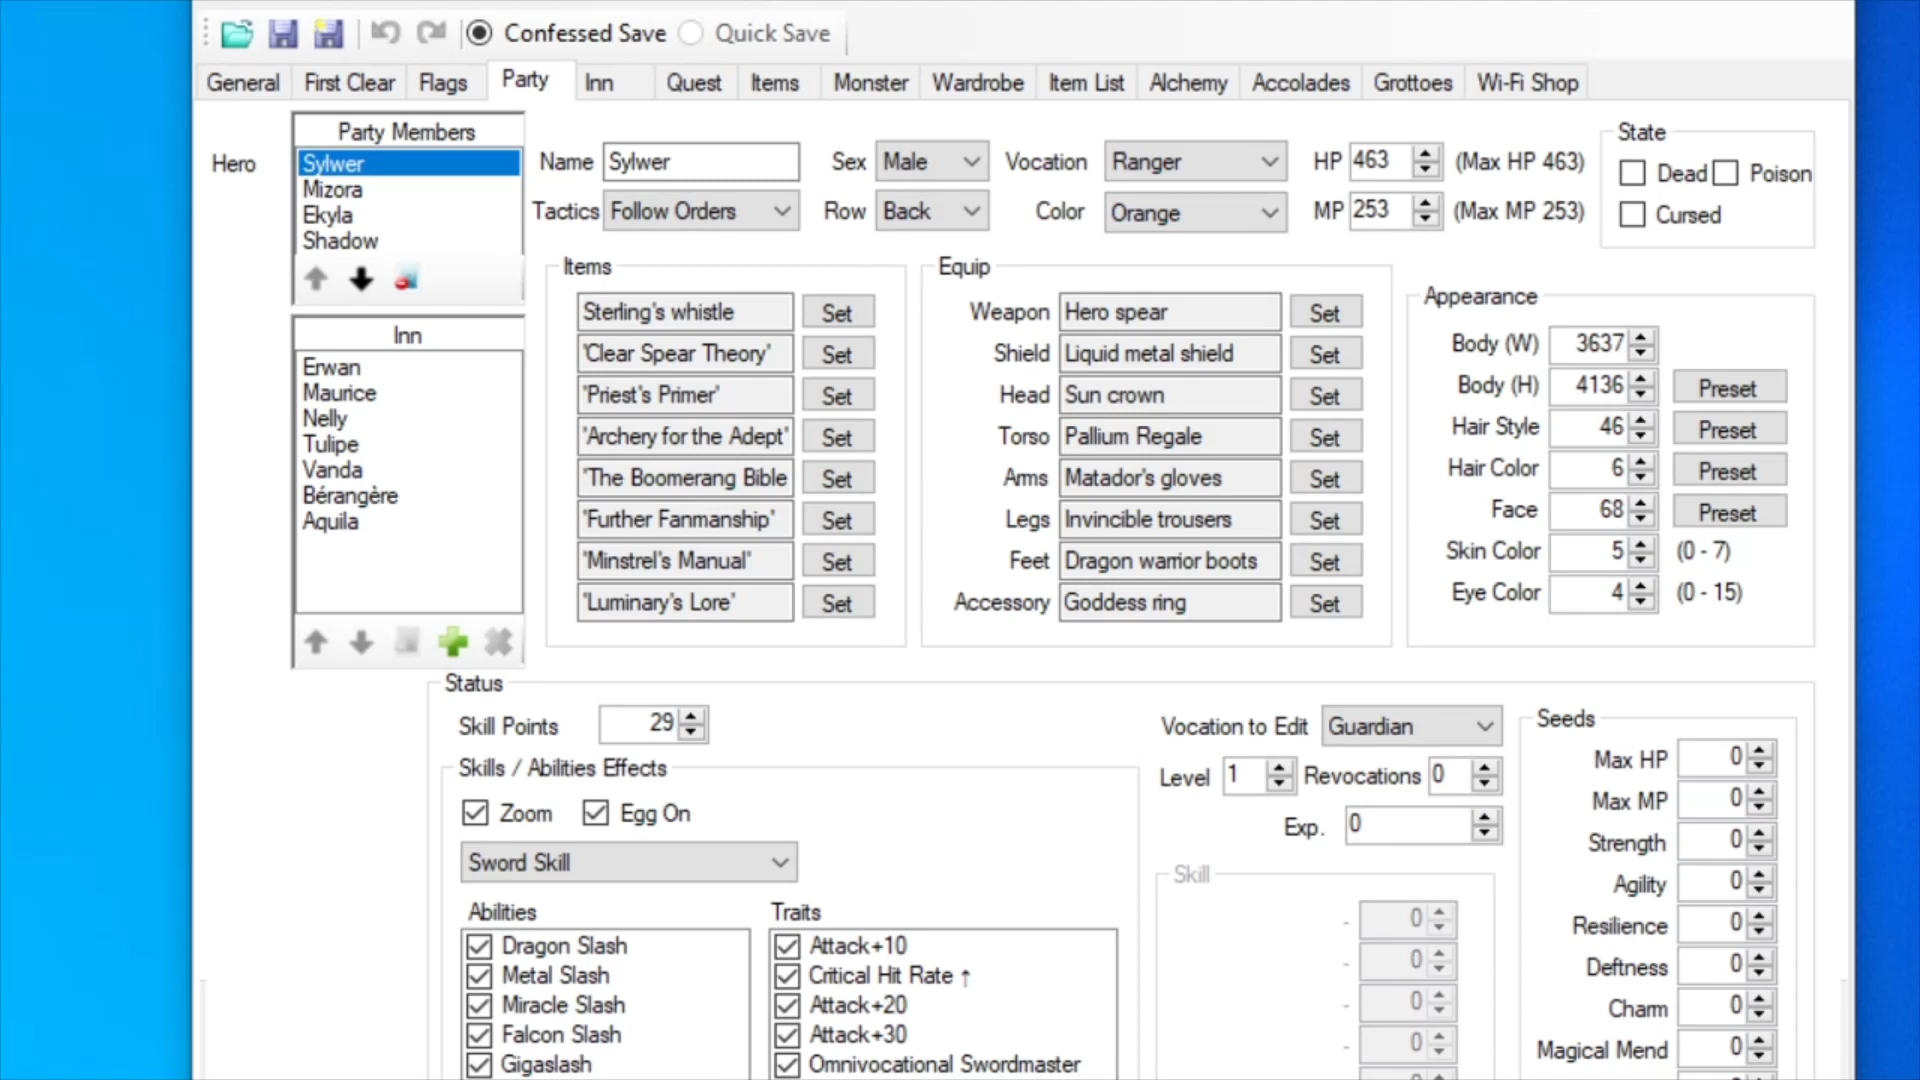 Confessed Save Quick Save
General First Clear Flags Party Inn Quest Items Monster Wardrobe Item List Alchemy Accolades Grottoes Wi-Fi Shop
Hero
Party Members
Sylwer
Mizora
Ekyla
Shadow
Inn
Erwan
Maurice
Nelly
Tulipe
Vanda
Bérangère
Aquila
Name Sylwer Sex Male Vocation Ranger HP 463 (Max HP 463)
Tactics Follow Orders Row Back Color Orange MP 253 (Max MP 253)
State
Dead Poison
Cursed
Items
Sterling's whistle Set
'Clear Spear Theory' Set
'Priest's Primer' Set
'Archery for the Adept' Set
'The Boomerang Bible Set
'Further Fanmanship' Set
'Minstrel's Manual' Set
'Luminary's Lore' Set
Equip
Weapon Hero spear Set
Shield Liquid metal shield Set
Head Sun crown Set
Torso Pallium Regale Set
Arms Matador's gloves Set
Legs Invincible trousers Set
Feet Dragon warrior boots Set
Accessory Goddess ring Set
Appearance
Body (W) 3637
Body (H) 4136 Preset
Hair Style 46 Preset
Hair Color 6 Preset
Face 68 Preset
Skin Color 5 (0 - 7)
Eye Color 4 (0 - 15)
Status
Skill Points 29
Skills / Abilities Effects
Zoom Egg On
Sword Skill
Abilities
Dragon Slash
Metal Slash
Miracle Slash
Falcon Slash
Gigaslash
Traits
Attack+10
Critical Hit Rate ↑
Attack+20
Attack+30
Omnivocational Swordmaster
Vocation to Edit Guardian
Level 1 Revocations 0
Exp. 0
Skill
- 0
- 0
- 0
- 0
Seeds
Max HP 0
Max MP 0
Strength 0
Agility 0
Resilience 0
Deftness 0
Charm 0
Magical Mend 0